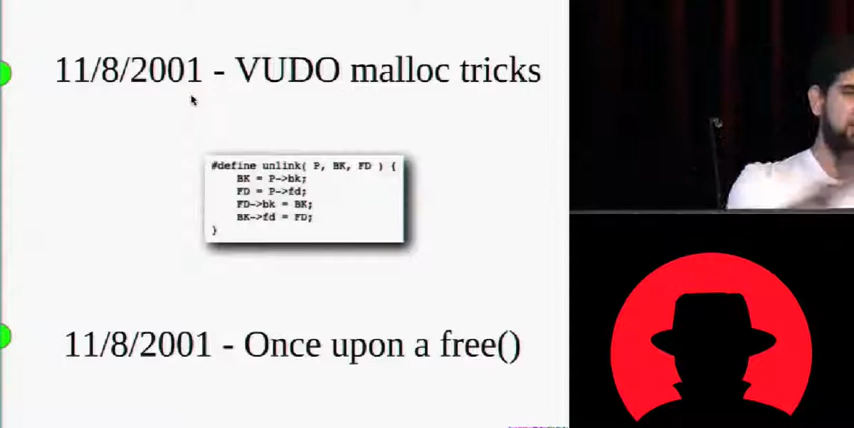 11/8/2001 - VUDO malloc tricks
#define unlink( P, BK, FD ) {
BK = P->bk;
FD = P->fd;
FD->bk = BK;
BK->fd = FD;
}
11/8/2001 - Once upon a free()